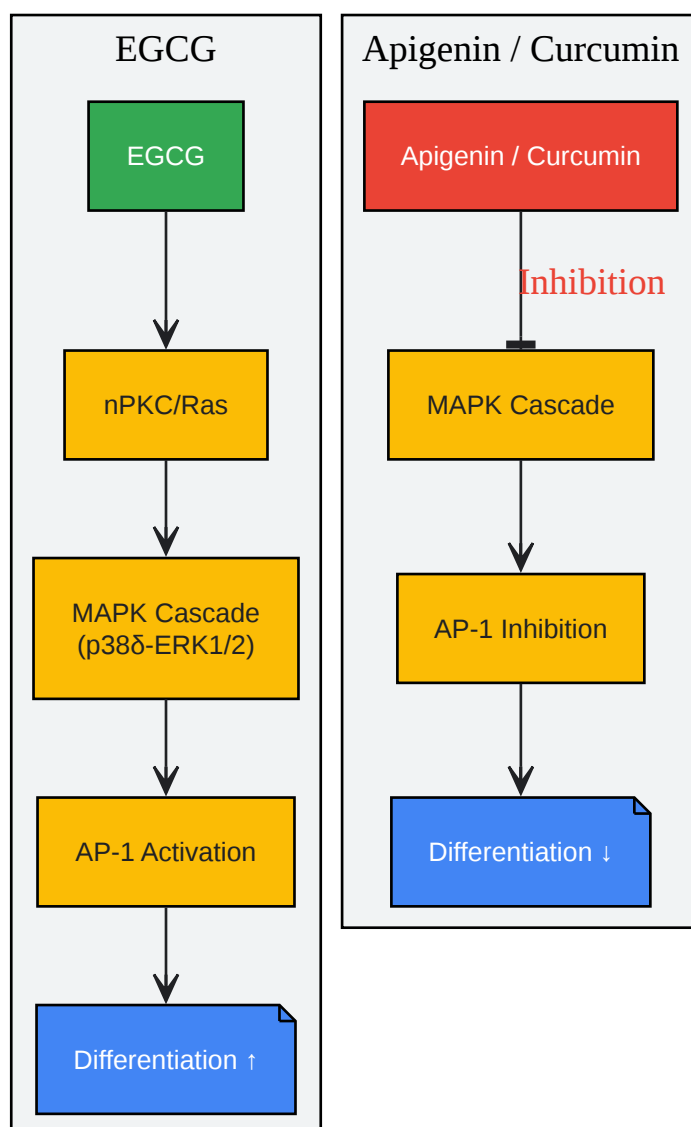 EGCG
EGCG
nPKC/Ras
MAPK Cascade
(p38δ-ERK1/2)
AP-1 Activation
Differentiation ↑
Apigenin / Curcumin
Apigenin / Curcumin
Inhibition
MAPK Cascade
AP-1 Inhibition
Differentiation ↓